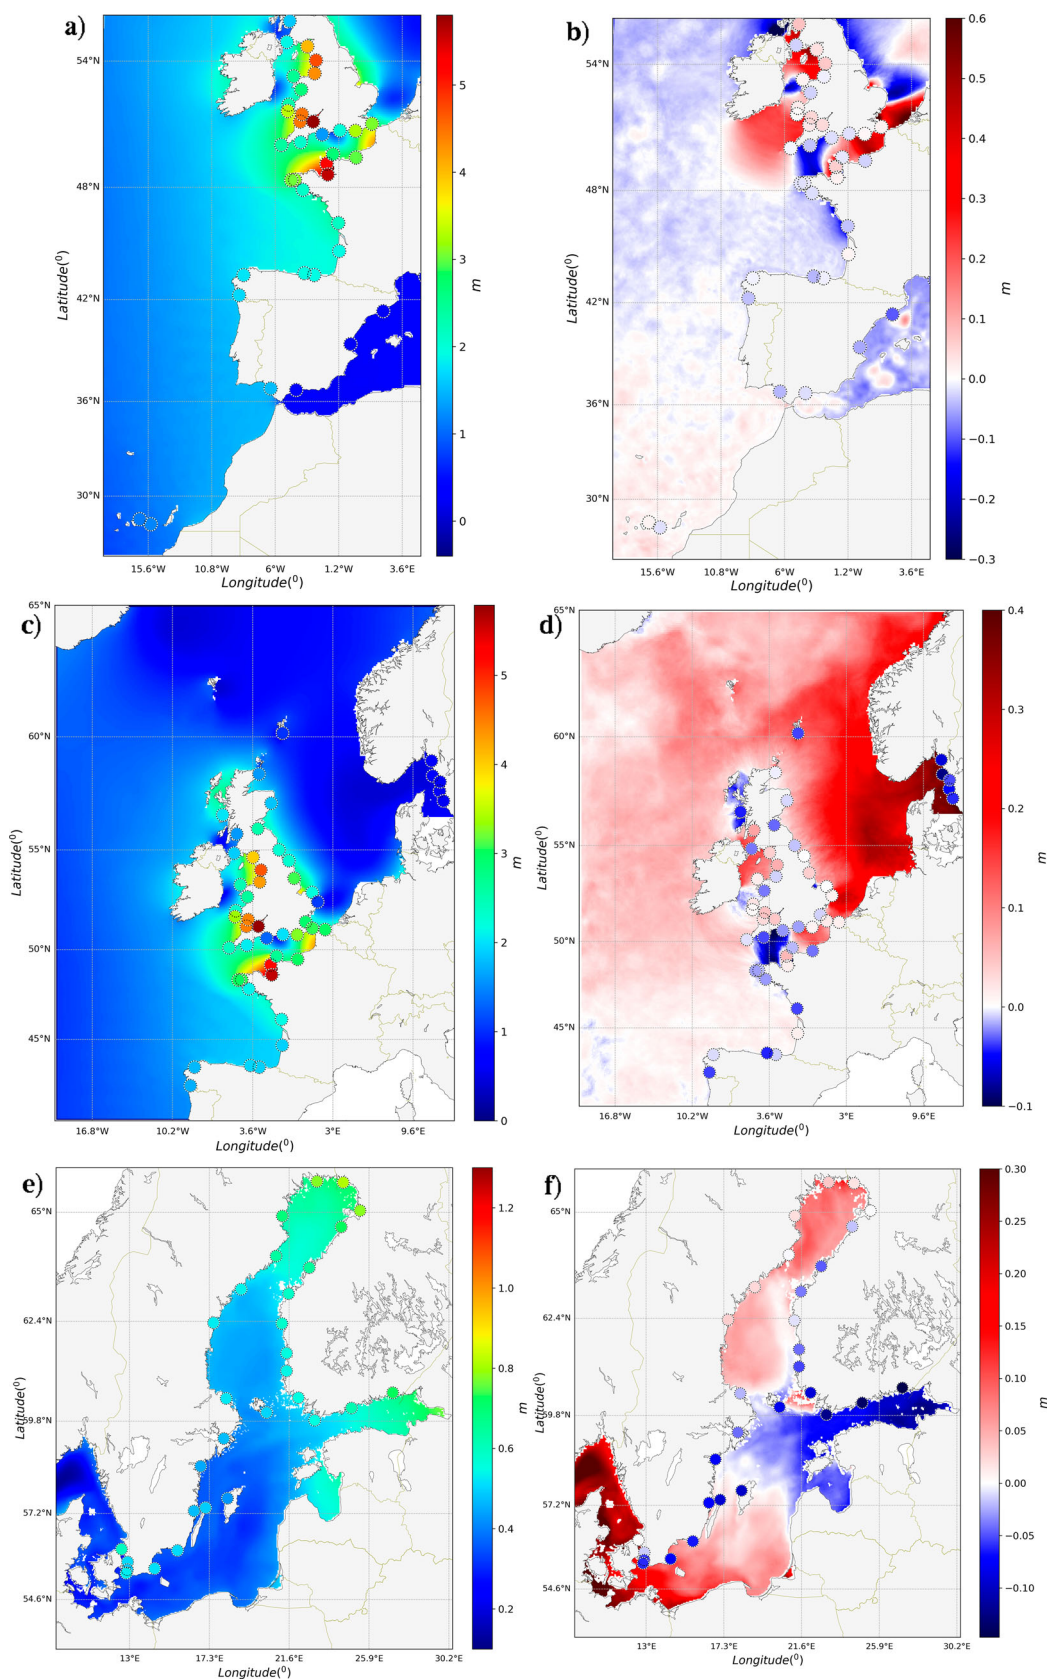 a)
54°N
48°N
42°N
36°N
30°N
15.6°W 10.8°W 6°W 1.2°W 3.6°E
Longitude(⁰)
Latitude(⁰)
5
4
3
2
1
0
m
b)
54°N
48°N
42°N
36°N
30°N
15.6°W 10.8°W 6°W 1.2°W 3.6°E
Longitude(⁰)
Latitude(⁰)
0.6
0.5
0.4
0.3
0.2
0.1
0.0
−0.1
−0.2
−0.3
m
c)
65°N
60°N
55°N
50°N
45°N
16.8°W 10.2°W 3.6°W 3°E 9.6°E
Longitude(⁰)
Latitude(⁰)
5
4
3
2
1
0
m
d)
65°N
60°N
55°N
50°N
45°N
16.8°W 10.2°W 3.6°W 3°E 9.6°E
Longitude(⁰)
Latitude(⁰)
0.4
0.3
0.2
0.1
0.0
−0.1
m
e)
65°N
62.4°N
59.8°N
57.2°N
54.6°N
13°E 17.3°E 21.6°E 25.9°E 30.2°E
Longitude(⁰)
Latitude(⁰)
1.2
1.0
0.8
0.6
0.4
0.2
m
f)
65°N
62.4°N
59.8°N
57.2°N
54.6°N
13°E 17.3°E 21.6°E 25.9°E 30.2°E
Longitude(⁰)
Latitude(⁰)
0.30
0.25
0.20
0.15
0.10
0.05
0.00
−0.05
−0.10
m